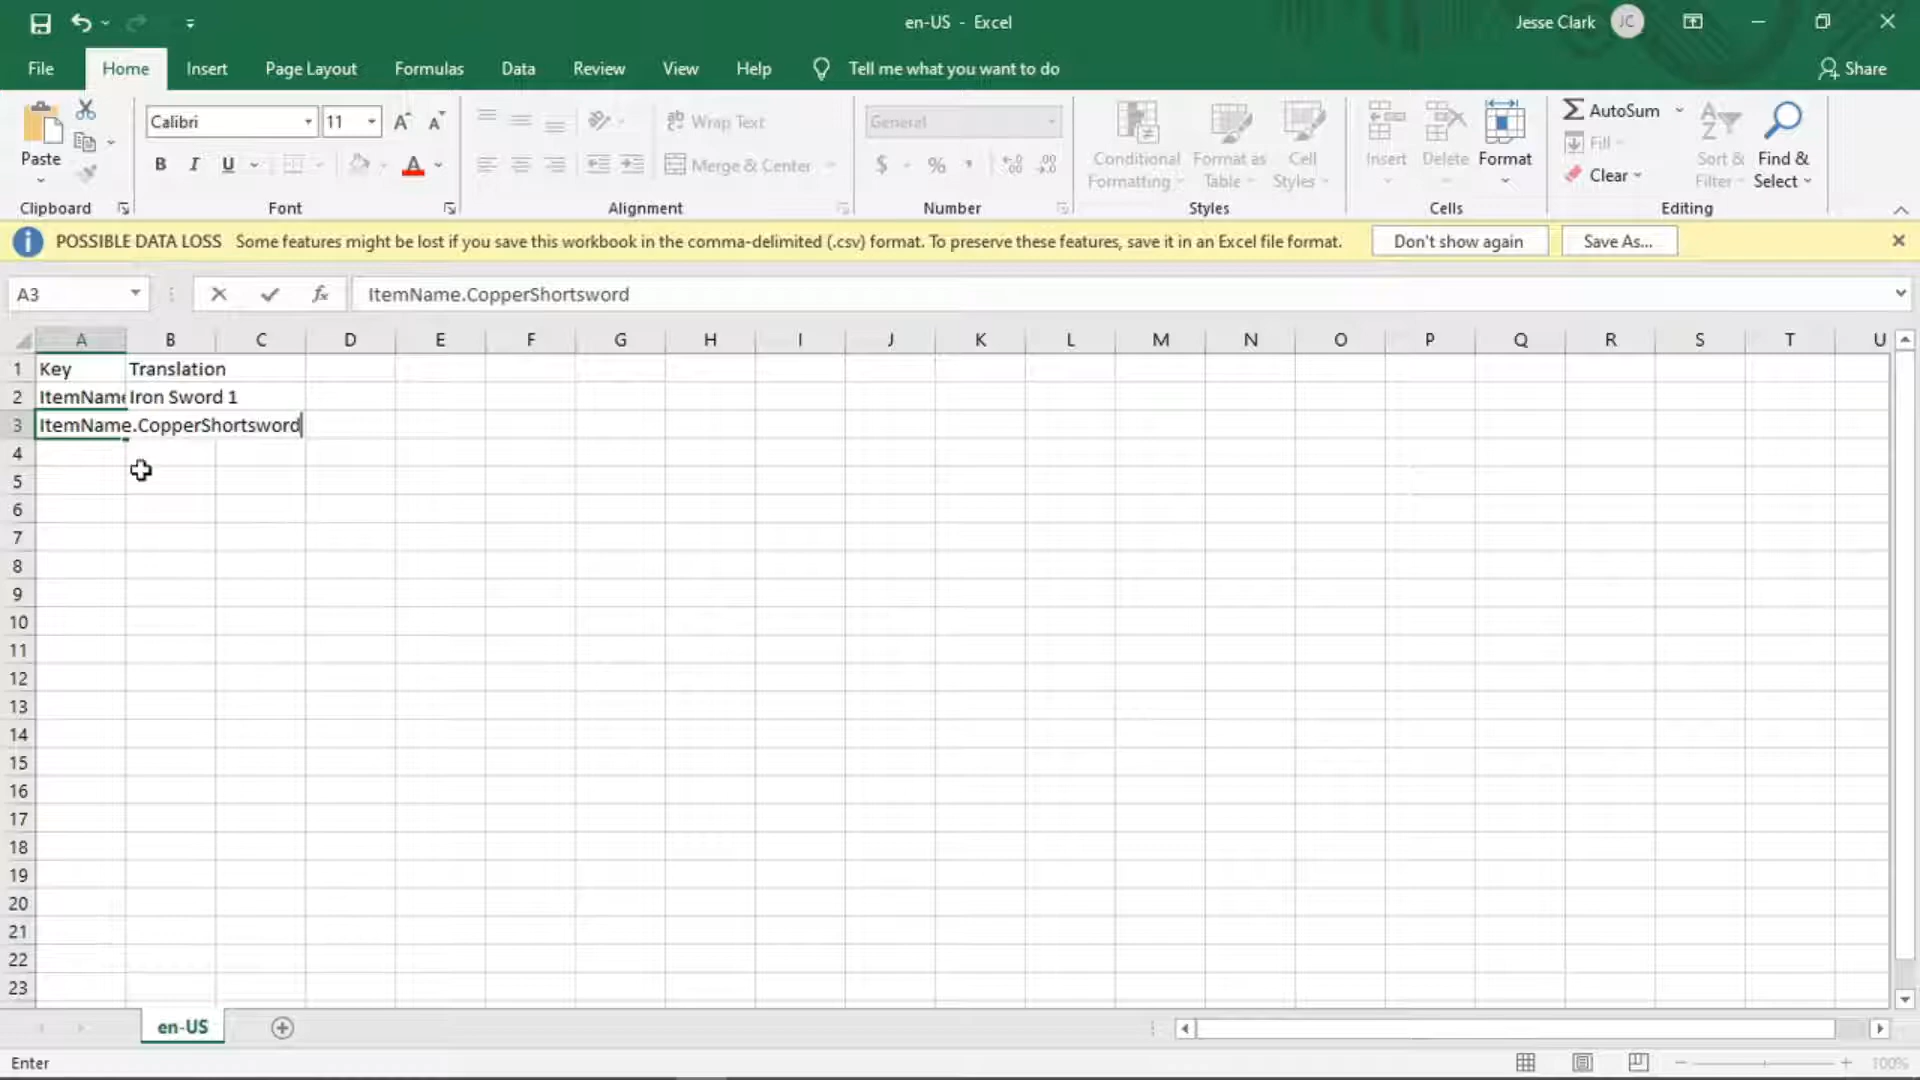 en-US - Excel
Jesse Clark JC
File Home Insert Page Layout Formulas Data Review View Help Tell me what you want to do Share
Paste
Clipboard
Calibri 11 A A
B I U A
Font
Wrap Text
Merge & Center
Alignment
General
$ % ,
Number
Conditional Formatting
Format as Table
Cell Styles
Styles
Insert Delete Format
Cells
AutoSum
Fill
Clear
Sort & Filter
Find & Select
Editing
POSSIBLE DATA LOSS Some features might be lost if you save this workbook in the comma-delimited (.csv) format. To preserve these features, save it in an Excel file format. Don't show again Save As...
A3 fx ItemName.CopperShortsword
A B C D E F G H I J K L M N O P Q R S T U
1 Key Translation
2 ItemName Iron Sword 1
3 ItemName.CopperShortsword
4
5
6
7
8
9
10
11
12
13
14
15
16
17
18
19
20
21
22
23
en-US
Enter 100%